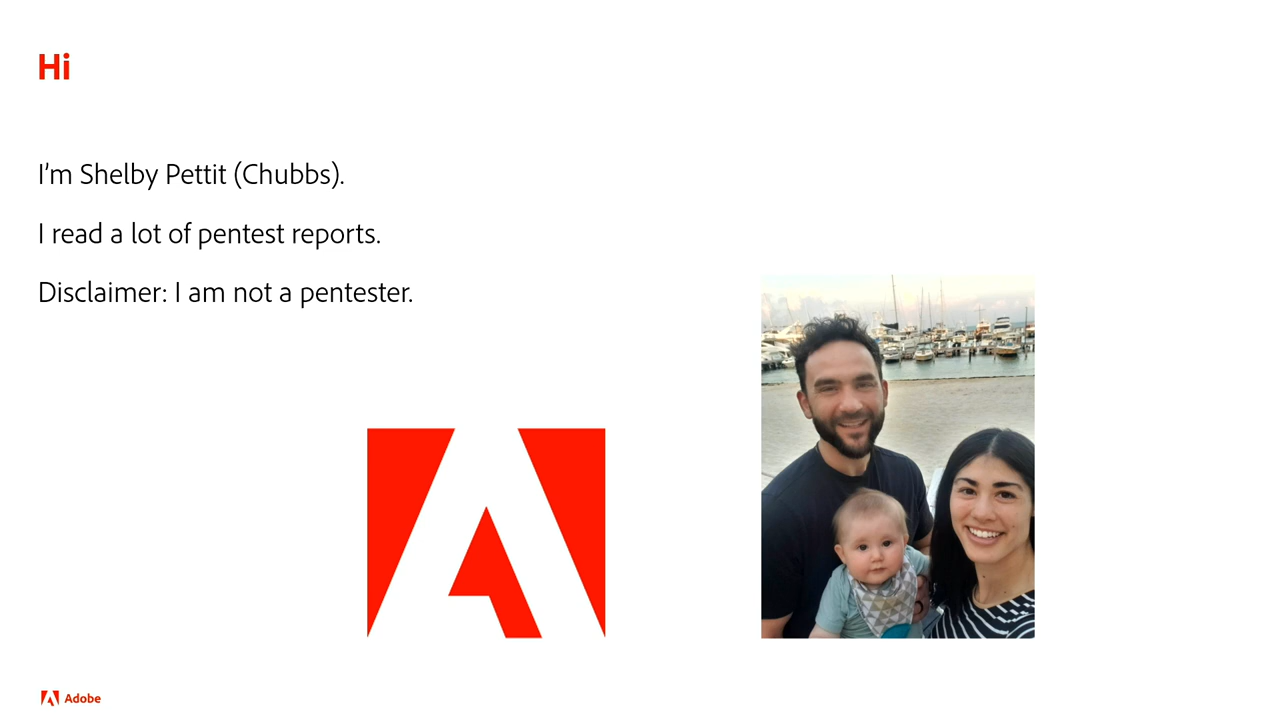 Hi
I’m Shelby Pettit (Chubbs).
I read a lot of pentest reports.
Disclaimer: I am not a pentester.
Adobe